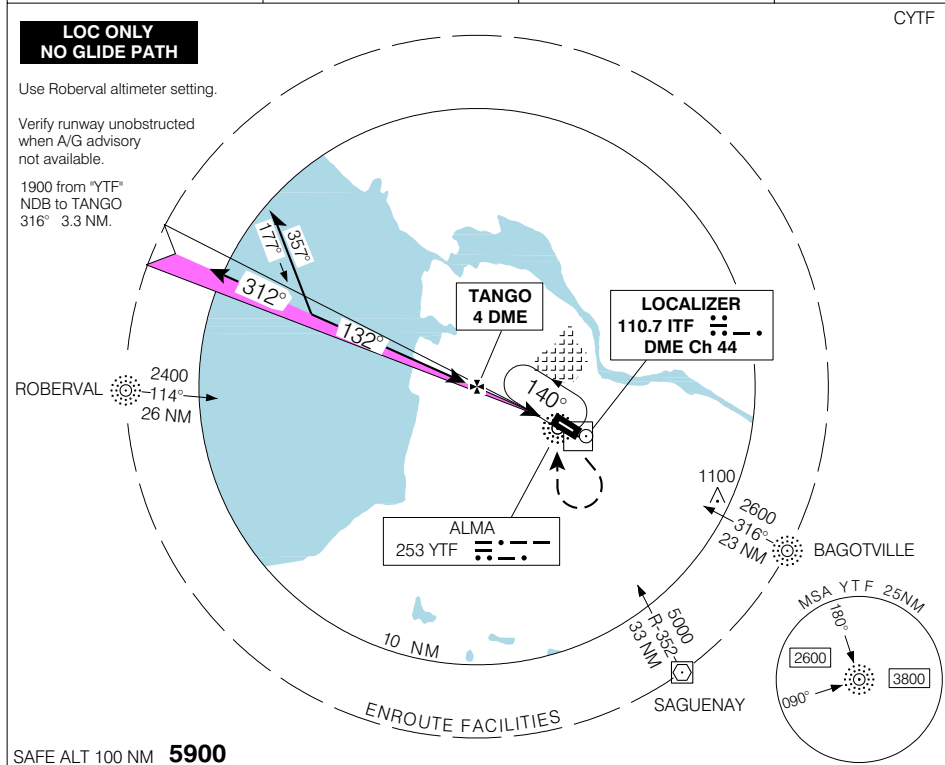 CYTF
LOC ONLY
NO GLIDE PATH
Use Roberval altimeter setting.
Verify runway unobstructed
when A/G advisory
not available.
1900 from "YTF"
NDB to TANGO
316° 3.3 NM.
357°
177°
312°
132°
TANGO
4 DME
LOCALIZER
110.7 ITF
DME Ch 44
140°
ROBERVAL
2400
114°
26 NM
ALMA
253 YTF
1100
2600
316°
23 NM
BAGOTVILLE
5000
R-352
33 NM
SAGUENAY
10 NM
ENROUTE FACILITIES
MSA YTF 25NM
180°
2600
3800
090°
SAFE ALT 100 NM 5900